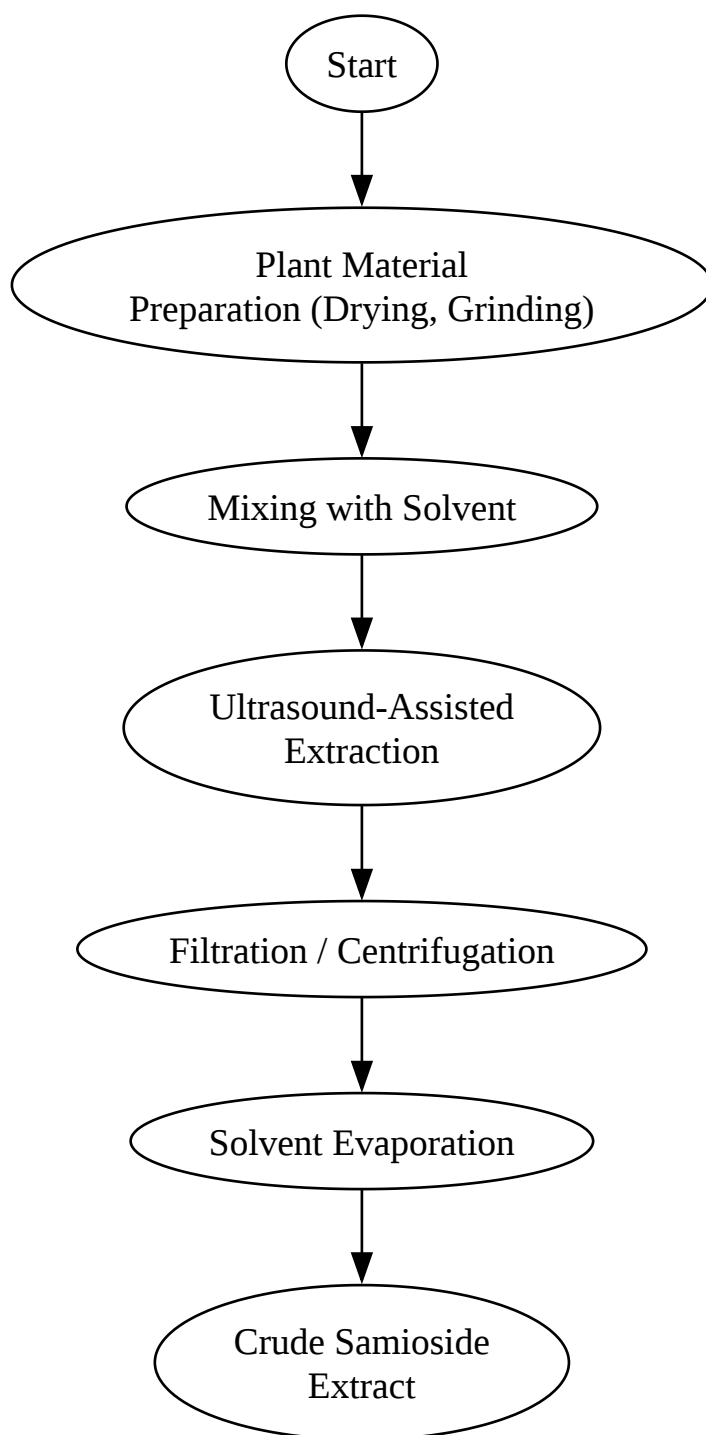 Start
Plant Material
Preparation (Drying, Grinding)
Mixing with Solvent
Ultrasound-Assisted
Extraction
Filtration / Centrifugation
Solvent Evaporation
Crude Samioside
Extract